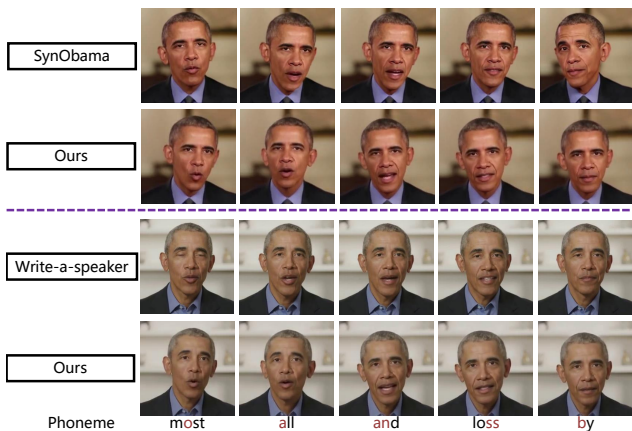 SynObama
Ours
Write-a-speaker
Ours
Phoneme most all and loss by